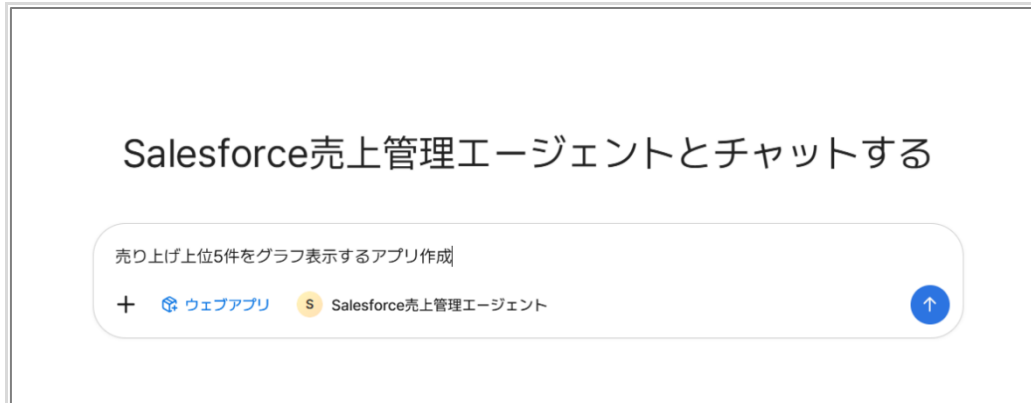 Salesforce売上管理エージェントとチャットする
売り上げ上位5件をグラフ表示するアプリ作成
ウェブアプリ S Salesforce売上管理エージェント